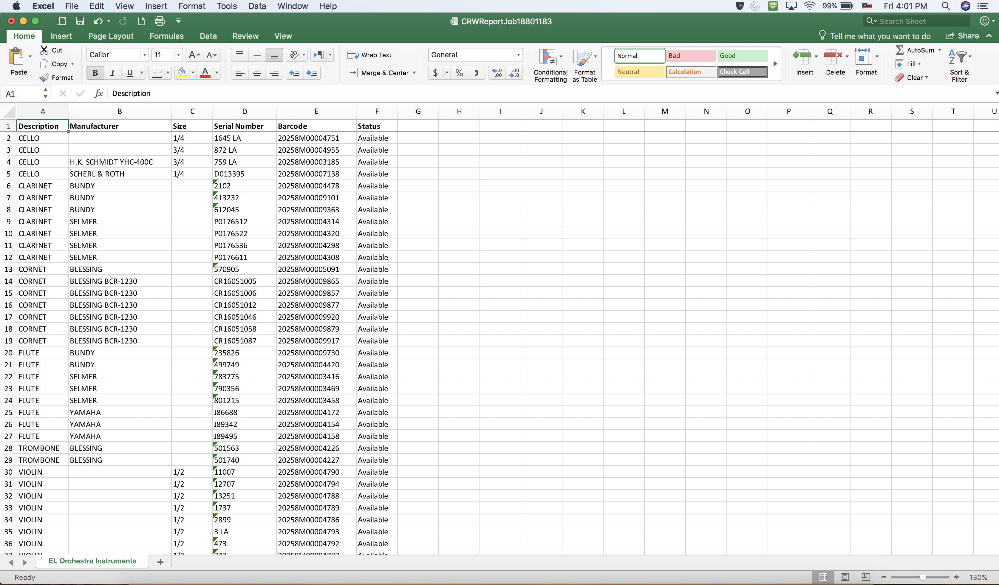 Excel File Edit View Insert Format Tools Data Window Help 99% Fri 4:01 PM
CRWReportJob18801183 Search Sheet
Home Insert Page Layout Formulas Data Review View Tell me what you want to do Share
Paste Cut Copy Format
Calibri 11 A A
B I U A
Wrap Text
Merge & Center
General
$ % .0 .00 .00 .0
Conditional Formatting
Format as Table
Normal Bad Good
Neutral Calculation Check Cell
Insert Delete Format
AutoSum
Fill
Clear
A Z
Sort & Filter
A1 fx Description
A B C D E F G H I J K L M N O P Q R S T U
1 Description Manufacturer Size Serial Number Barcode Status
2 CELLO 1/4 1645 LA 20258M00004751 Available
3 CELLO 3/4 872 LA 20258M00004955 Available
4 CELLO H.K. SCHMIDT YHC-400C 3/4 759 LA 20258M00003185 Available
5 CELLO SCHERL & ROTH 1/4 D013395 20258M00007138 Available
6 CLARINET BUNDY 2102 20258M00004478 Available
7 CLARINET BUNDY 413232 20258M00009101 Available
8 CLARINET BUNDY 612045 20258M00009363 Available
9 CLARINET SELMER P0176512 20258M00004314 Available
10 CLARINET SELMER P0176522 20258M00004320 Available
11 CLARINET SELMER P0176536 20258M00004298 Available
12 CLARINET SELMER P0176611 20258M00004308 Available
13 CORNET BLESSING 570905 20258M00005091 Available
14 CORNET BLESSING BCR-1230 CR16051005 20258M00009865 Available
15 CORNET BLESSING BCR-1230 CR16051006 20258M00009857 Available
16 CORNET BLESSING BCR-1230 CR16051012 20258M00009877 Available
17 CORNET BLESSING BCR-1230 CR16051046 20258M00009920 Available
18 CORNET BLESSING BCR-1230 CR16051058 20258M00009879 Available
19 CORNET BLESSING BCR-1230 CR16051087 20258M00009917 Available
20 FLUTE BUNDY 235826 20258M00009730 Available
21 FLUTE BUNDY 499749 20258M00004420 Available
22 FLUTE SELMER 783775 20258M00003416 Available
23 FLUTE SELMER 790356 20258M00003469 Available
24 FLUTE SELMER 801215 20258M00003458 Available
25 FLUTE YAMAHA J86688 20258M00004172 Available
26 FLUTE YAMAHA J89342 20258M00004154 Available
27 FLUTE YAMAHA J89495 20258M00004158 Available
28 TROMBONE BLESSING 501563 20258M00004226 Available
29 TROMBONE BLESSING 501740 20258M00004227 Available
30 VIOLIN 1/2 11007 20258M00004790 Available
31 VIOLIN 1/2 12707 20258M00004794 Available
32 VIOLIN 1/2 13251 20258M00004788 Available
33 VIOLIN 1/2 1737 20258M00004789 Available
34 VIOLIN 1/2 2899 20258M00004786 Available
35 VIOLIN 1/2 3 LA 20258M00004793 Available
36 VIOLIN 1/2 473 20258M00004792 Available
EL Orchestra Instruments
Ready 130%